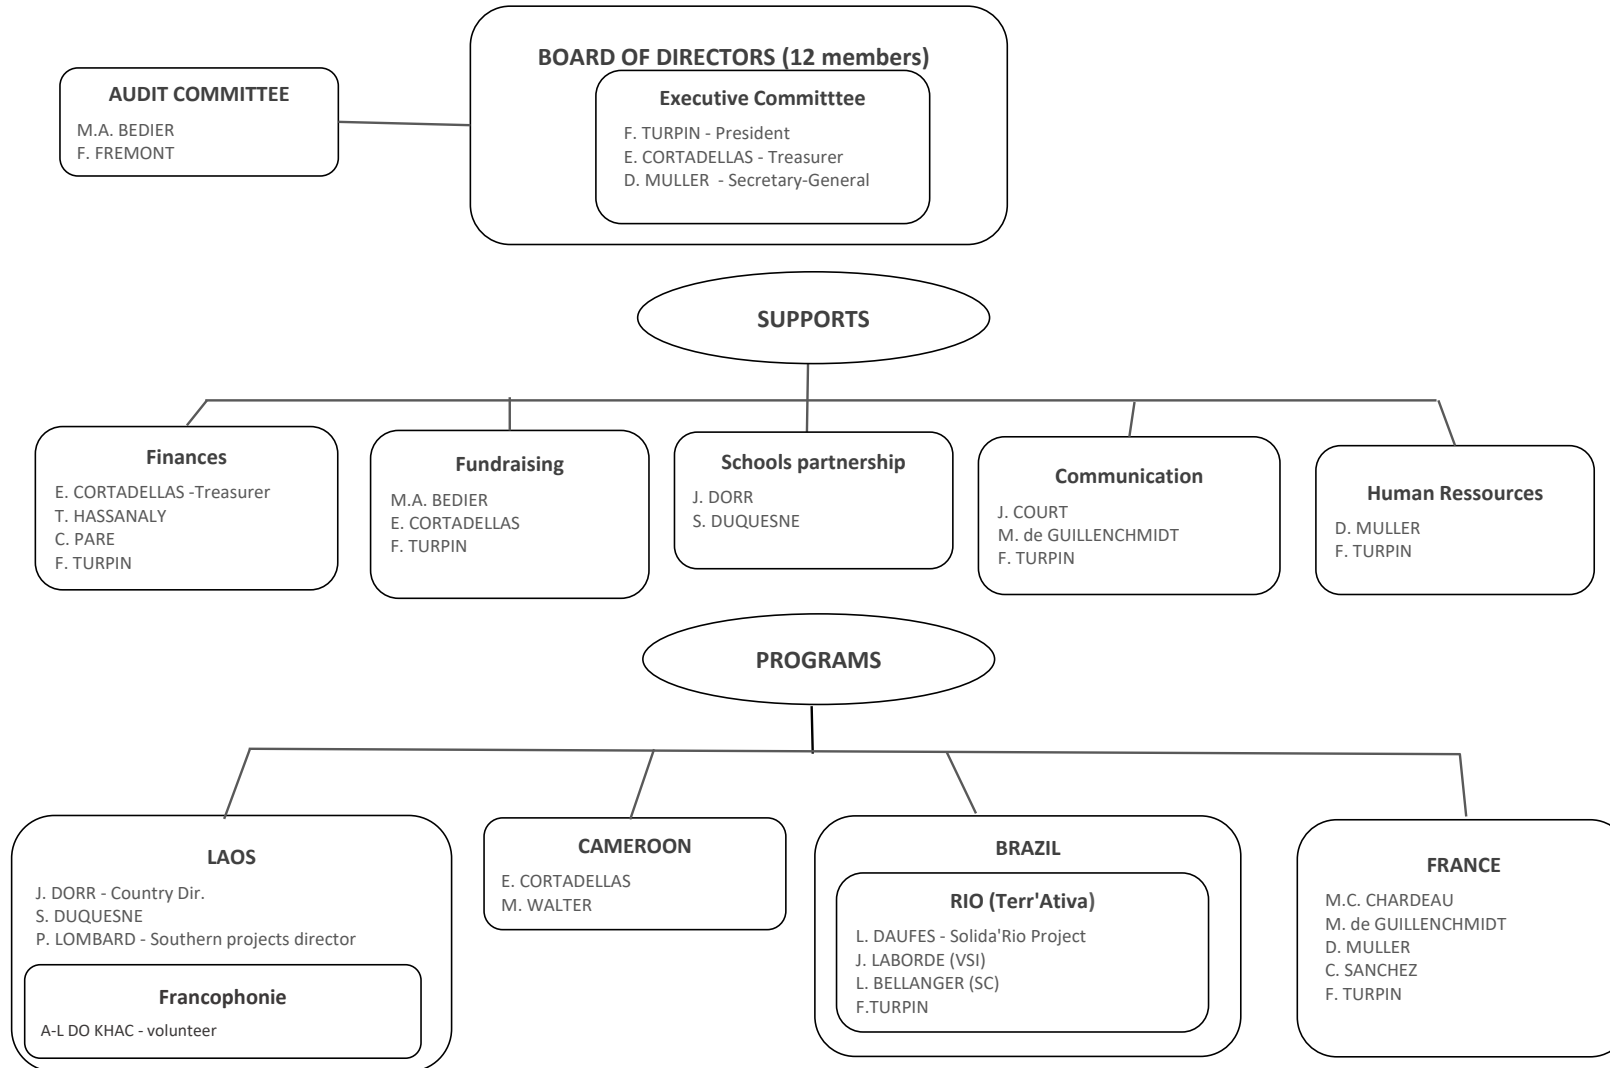 BOARD OF DIRECTORS (12 members)
Executive Committtee
F. TURPIN - President
E. CORTADELLAS - Treasurer
D. MULLER - Secretary-General
AUDIT COMMITTEE
M.A. BEDIER
F. FREMONT
SUPPORTS
Finances
E. CORTADELLAS -Treasurer
T. HASSANALY
C. PARE
F. TURPIN
Fundraising
M.A. BEDIER
E. CORTADELLAS
F. TURPIN
Schools partnership
J. DORR
S. DUQUESNE
Communication
J. COURT
M. de GUILLENCHMIDT
F. TURPIN
Human Ressources
D. MULLER
F. TURPIN
PROGRAMS
LAOS
J. DORR - Country Dir.
S. DUQUESNE
P. LOMBARD - Southern projects director
Francophonie
A-L DO KHAC - volunteer
CAMEROON
E. CORTADELLAS
M. WALTER
BRAZIL
RIO (Terr'Ativa)
L. DAUFES - Solida'Rio Project
J. LABORDE (VSI)
L. BELLANGER (SC)
F.TURPIN
FRANCE
M.C. CHARDEAU
M. de GUILLENCHMIDT
D. MULLER
C. SANCHEZ
F. TURPIN